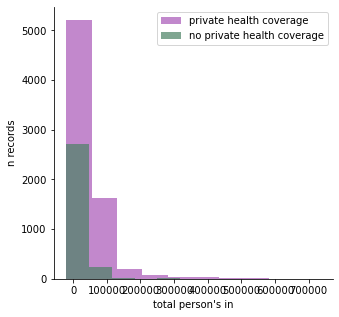 private health coverage
no private health coverage
5000
4000
3000
2000
1000
0
n records
0 100000 200000 300000 400000 500000 600000 700000
total person's in